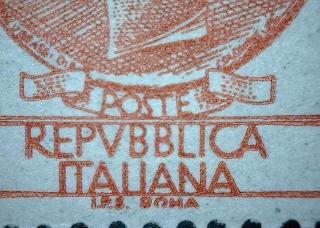 POSTE
REPVBBLICA
ITALIANA
I.P.S. ROMA